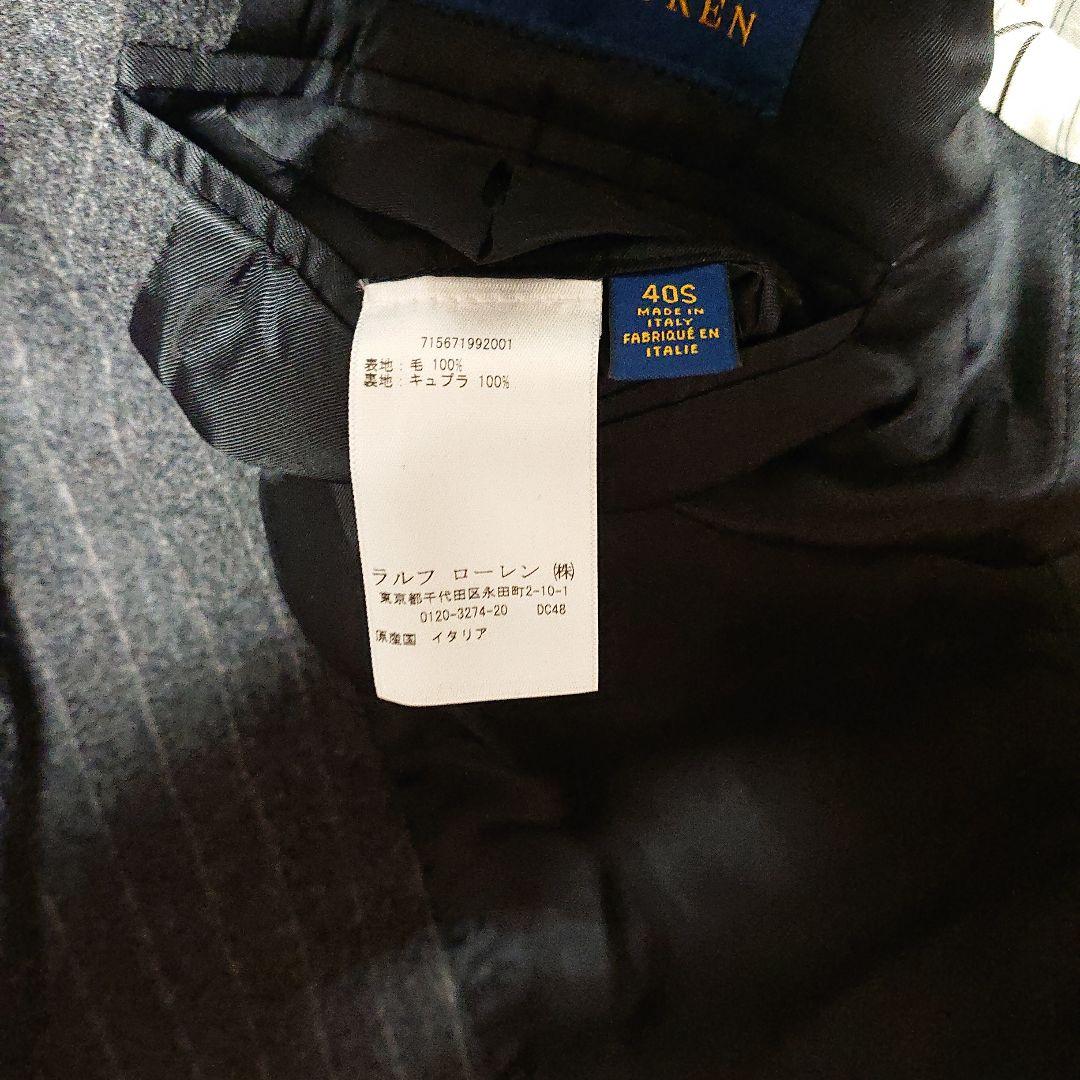 40S
MADE IN
ITALY
FABRIQUÉ EN
ITALIE
715671992001
表地:毛 100%
裏地:キュプラ 100%
ラルフ ローレン ㈱
東京都千代田区永田町2-10-1
0120-3274-20 DC48
原産国 イタリア